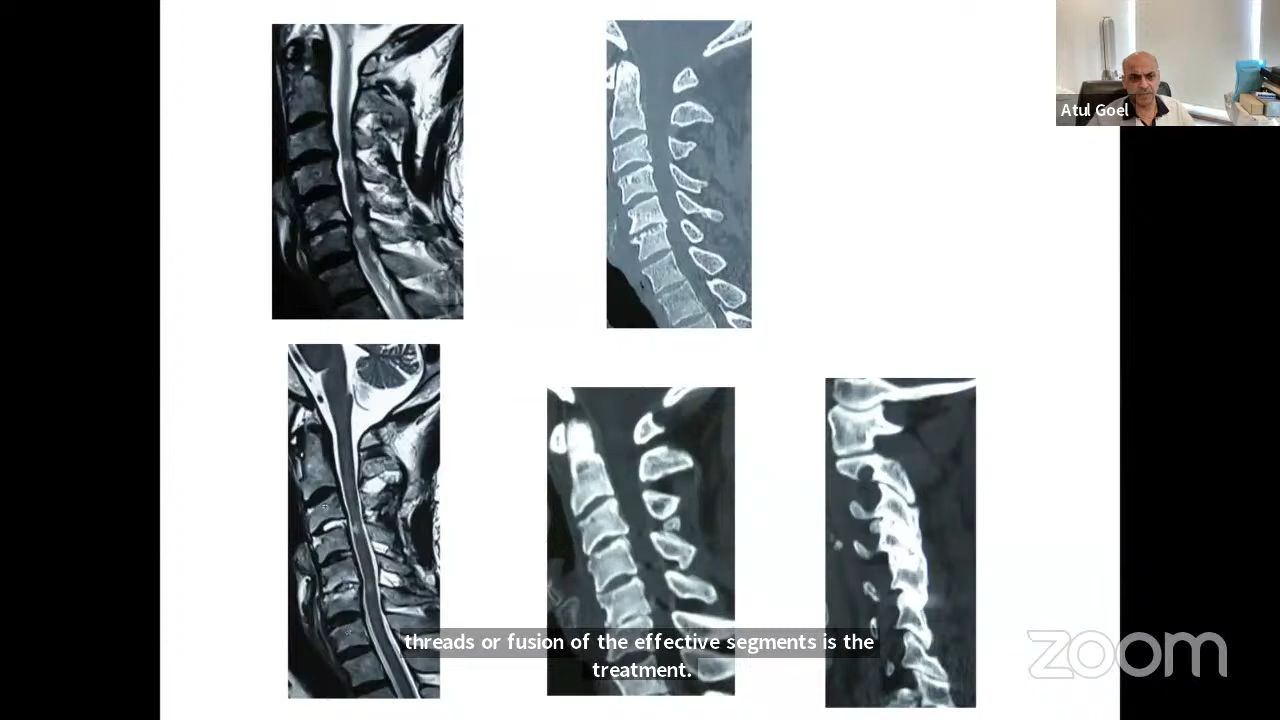 Atul Goel
threads or fusion of the effective segments is the
treatment.
zoom